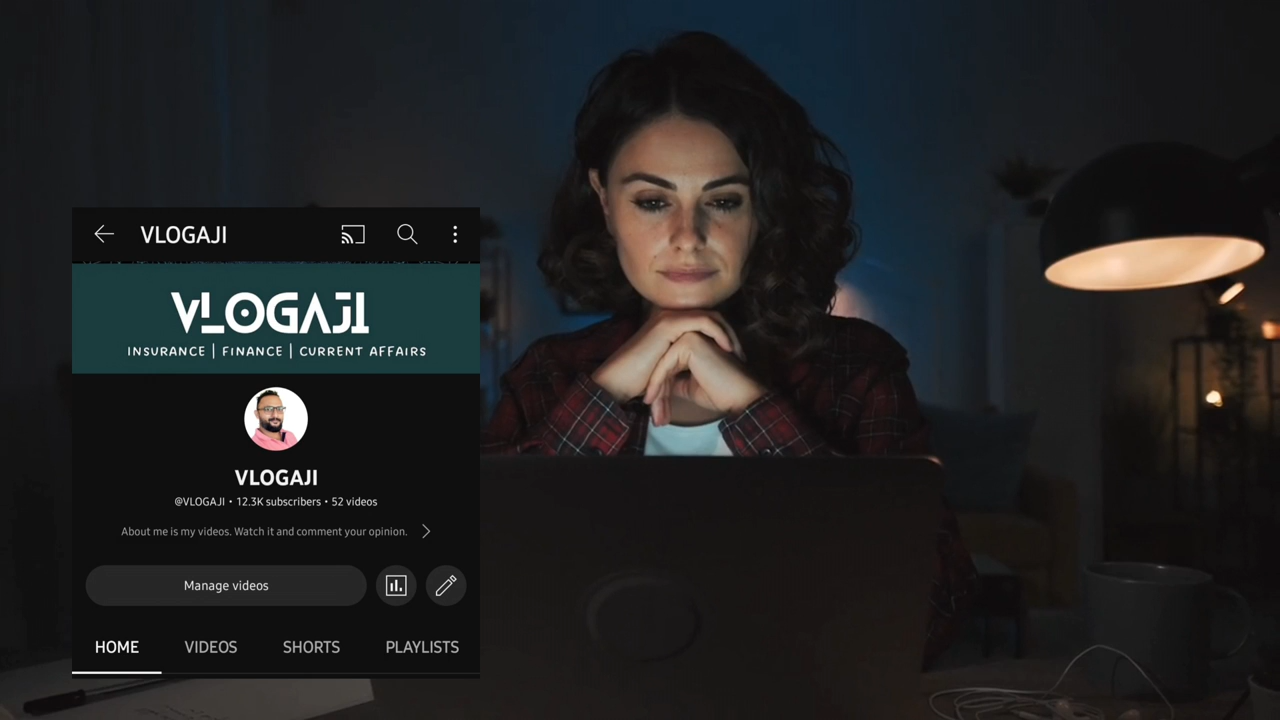 VLOGAJI
VLOGAJI
INSURANCE | FINANCE | CURRENT AFFAIRS
VLOGAJI
@VLOGAJI • 12.3K subscribers • 52 videos
About me is my videos. Watch it and comment your opinion.
Manage videos
HOME VIDEOS SHORTS PLAYLISTS